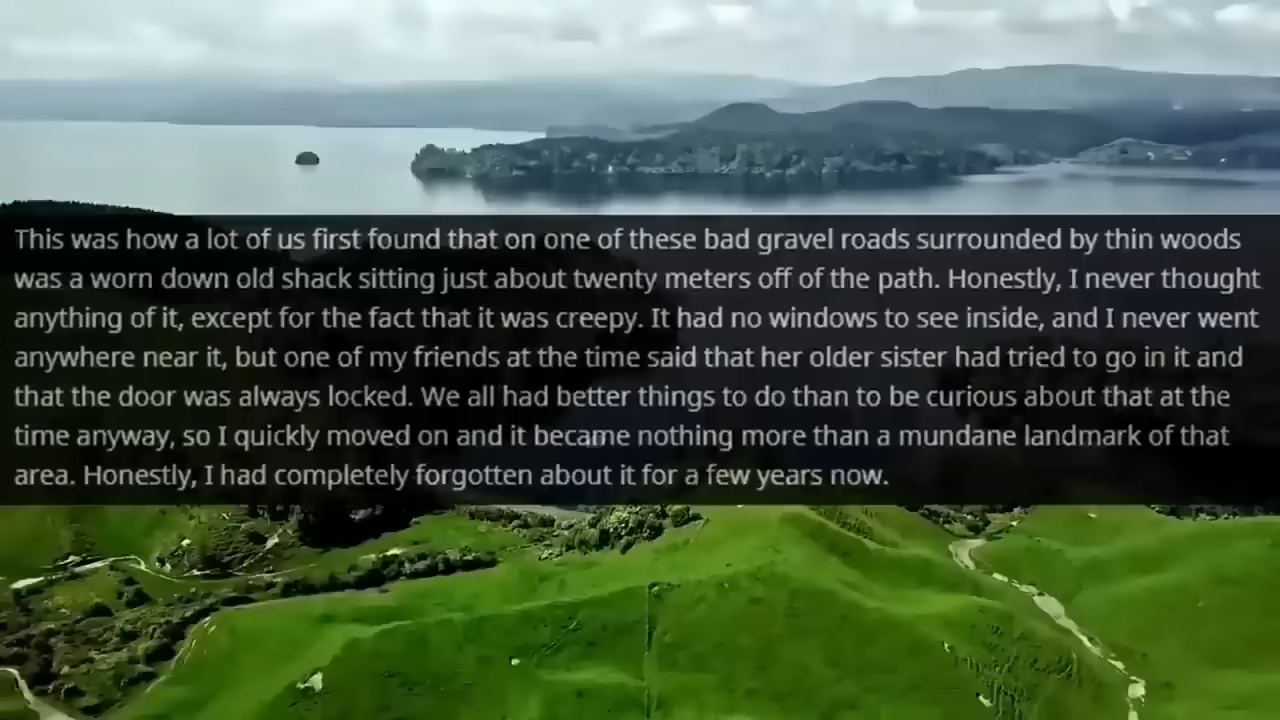 This was how a lot of us first found that on one of these bad gravel roads surrounded by thin woods
was a worn down old shack sitting just about twenty meters off of the path. Honestly, I never thought
anything of it, except for the fact that it was creepy. It had no windows to see inside, and I never went
anywhere near it, but one of my friends at the time said that her older sister had tried to go in it and
that the door was always locked. We all had better things to do than to be curious about that at the
time anyway, so I quickly moved on and it became nothing more than a mundane landmark of that
area. Honestly, I had completely forgotten about it for a few years now.